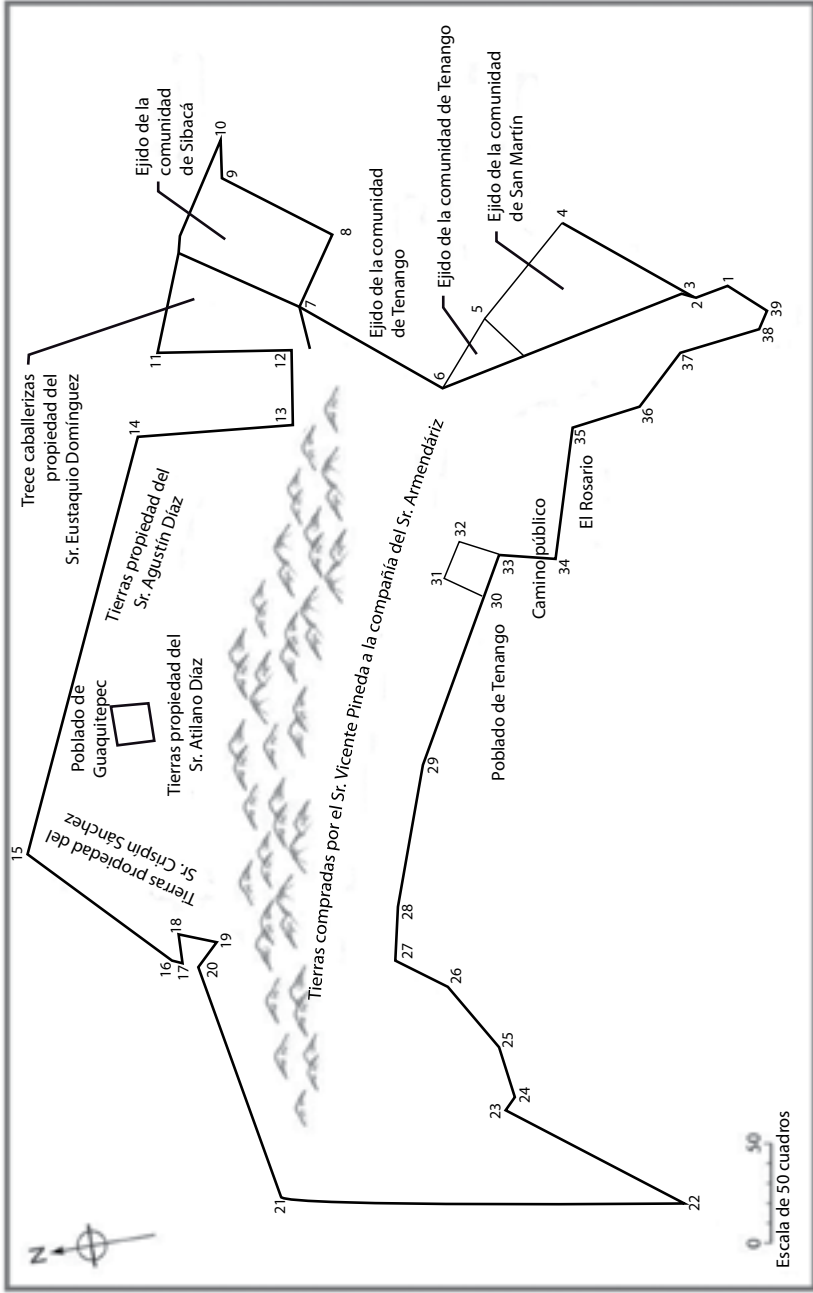 N
15
14
Trece caballerizas
propiedad del
Sr. Eustaquio Domínguez
11
12
13
Ejido de la
comunidad
de Sibacá
10
9
8
7
Poblado de
Guaquitepec
Tierras propiedad del
Sr. Agustín Díaz
Tierras propiedad del
Sr. Atilano Díaz
Tierras propiedad del
Sr. Crispín Sánchez
16
17
18
19
20
21
Ejido de la comunidad
de Tenango
Ejido de la comunidad de Tenango
Ejido de la comunidad
de San Martín
6
5
4
Tierras compradas por el Sr. Vicente Pineda a la compañía del Sr. Armendáriz
22
23
24
25
26
27
28
29
30
31
32
33
34
Poblado de Tenango
Camino público
El Rosario
35
36
37
38
39
1
2
3
0 50
Escala de 50 cuadros